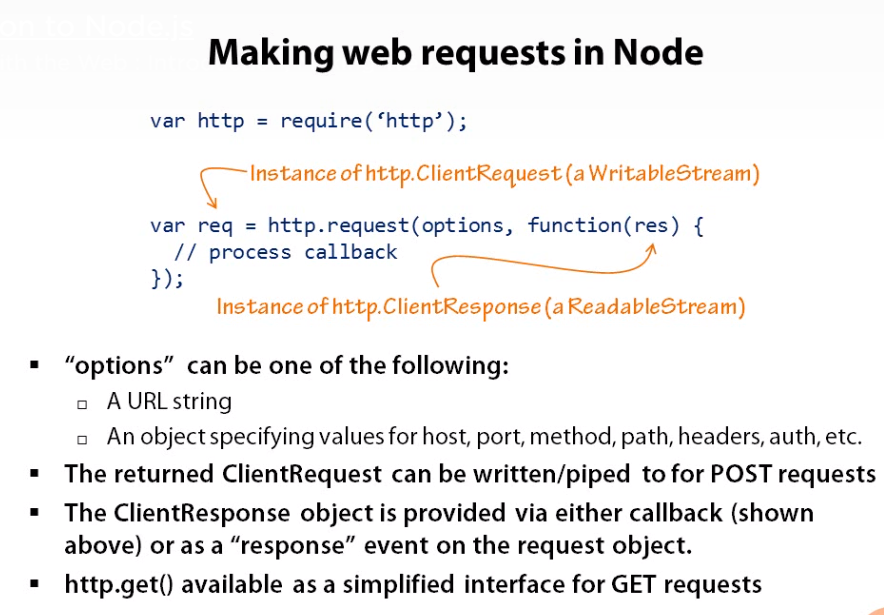 on to Node.js
Making web requests in Node
var http = require(‘http’);
Instance of http.ClientRequest (a WritableStream)
var req = http.request(options, function(res) {
// process callback
});
Instance of http.ClientResponse (a ReadableStream)
▪ “options” can be one of the following:
▫ A URL string
▫ An object specifying values for host, port, method, path, headers, auth, etc.
▪ The returned ClientRequest can be written/piped to for POST requests
▪ The ClientResponse object is provided via either callback (shown
above) or as a “response” event on the request object.
▪ http.get() available as a simplified interface for GET requests